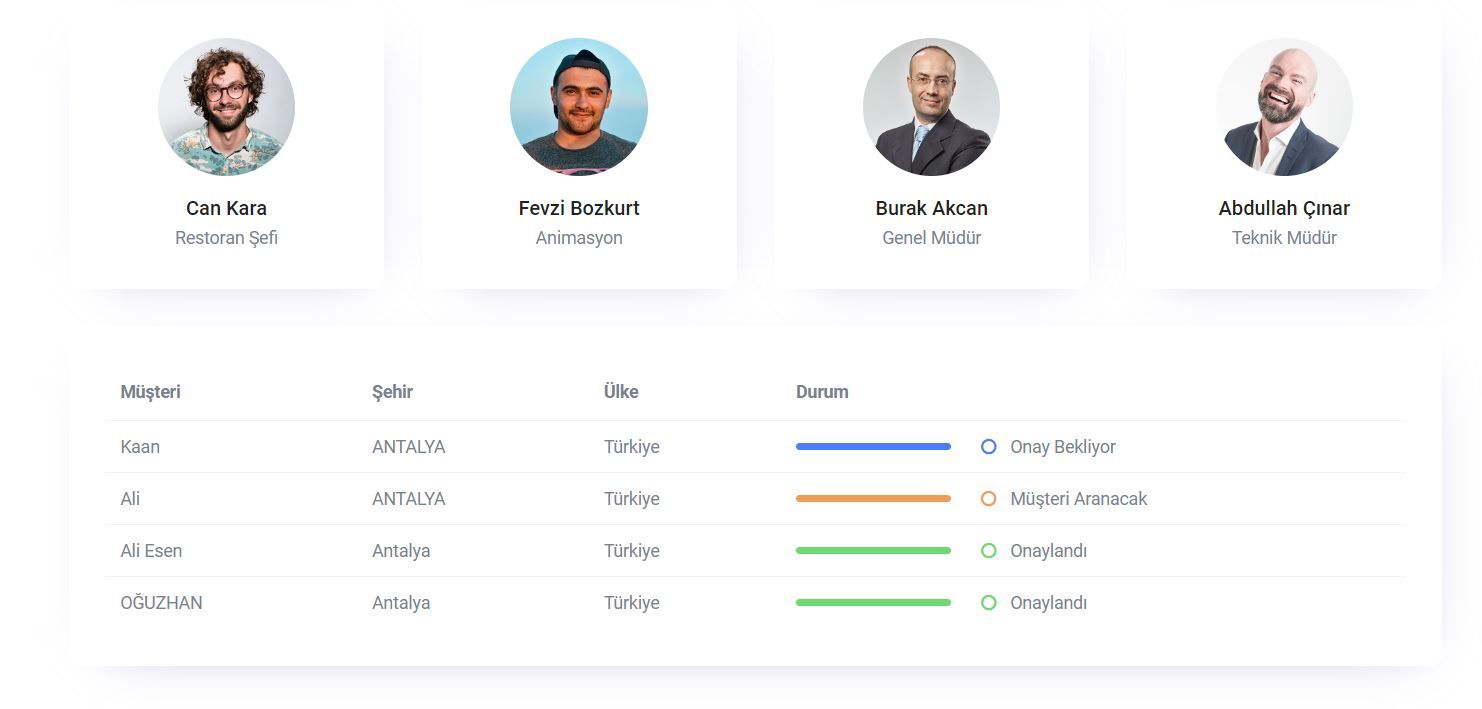 Can Kara
Restoran Şefi
Fevzi Bozkurt
Animasyon
Burak Akcan
Genel Müdür
Abdullah Çınar
Teknik Müdür
Müşteri Şehir Ülke Durum
Kaan ANTALYA Türkiye Onay Bekliyor
Ali ANTALYA Türkiye Müşteri Aranacak
Ali Esen Antalya Türkiye Onaylandı
OĞUZHAN Antalya Türkiye Onaylandı